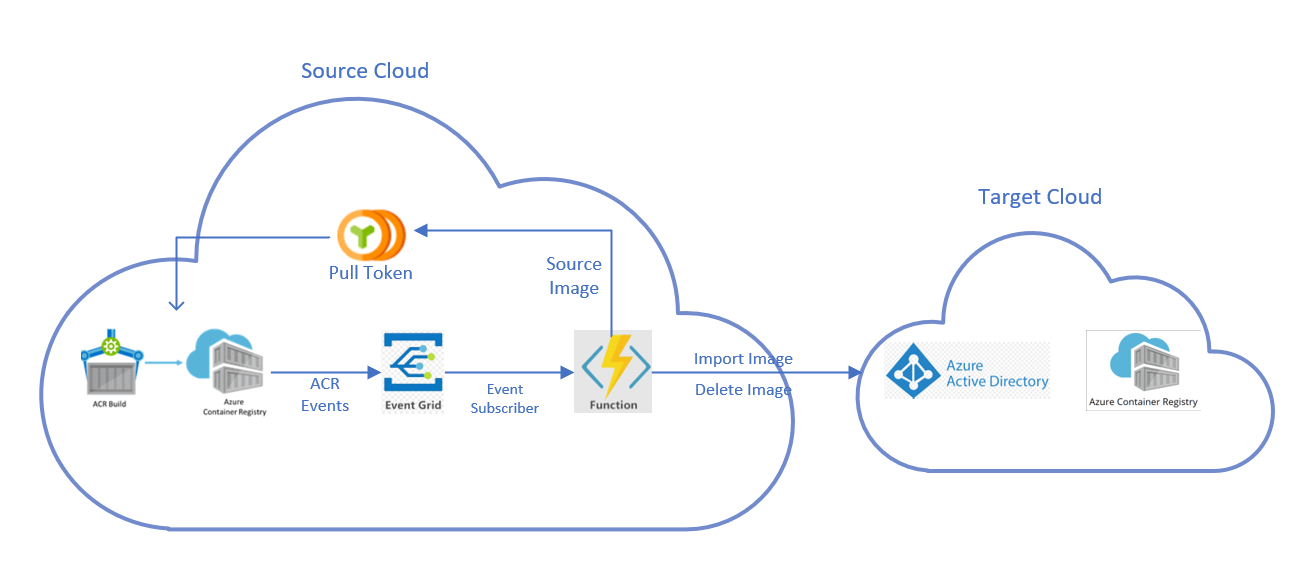 Source Cloud
Target Cloud
Pull Token
Source
Image
ACR Build
Azure
Container Registry
ACR
Events
Event Grid
Event
Subscriber
Function
Import Image
Delete Image
Azure
Active Directory
Azure Container Registry